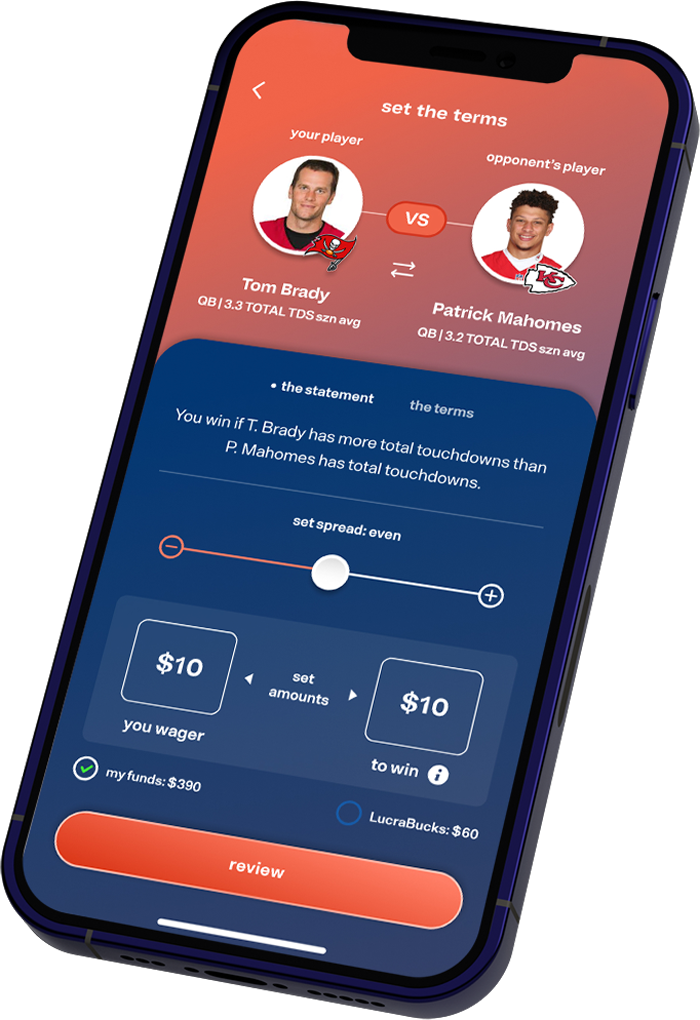 set the terms
your player
opponent's player
VS
Tom Brady
QB | 3.3 TOTAL TDS szn avg
Patrick Mahomes
QB | 3.2 TOTAL TDS szn avg
• the statement
the terms
You win if T. Brady has more total touchdowns than
P. Mahomes has total touchdowns.
set spread: even
$10
set
amounts
$10
you wager
to win
my funds: $390
LucraBucks: $60
review